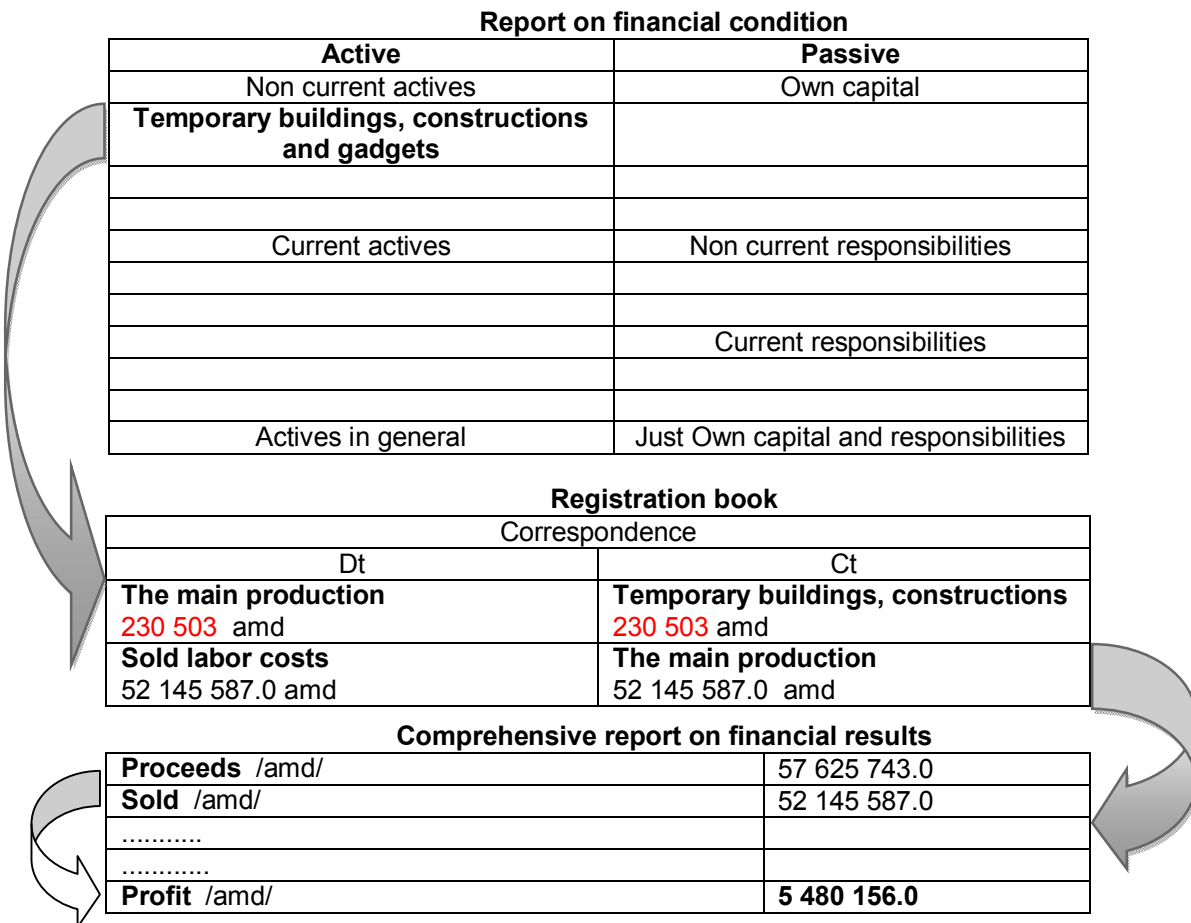 Report on financial condition
Active Passive
Non current actives Own capital
Temporary buildings, constructions
and gadgets
Current actives Non current responsibilities
Current responsibilities
Actives in general Just Own capital and responsibilities
Registration book
Correspondence
Dt Ct
The main production Temporary buildings, constructions
230 503 amd 230 503 amd
Sold labor costs The main production
52 145 587.0 amd 52 145 587.0 amd
Comprehensive report on financial results
Proceeds /amd/ 57 625 743.0
Sold /amd/ 52 145 587.0
...........
............
Profit /amd/ 5 480 156.0